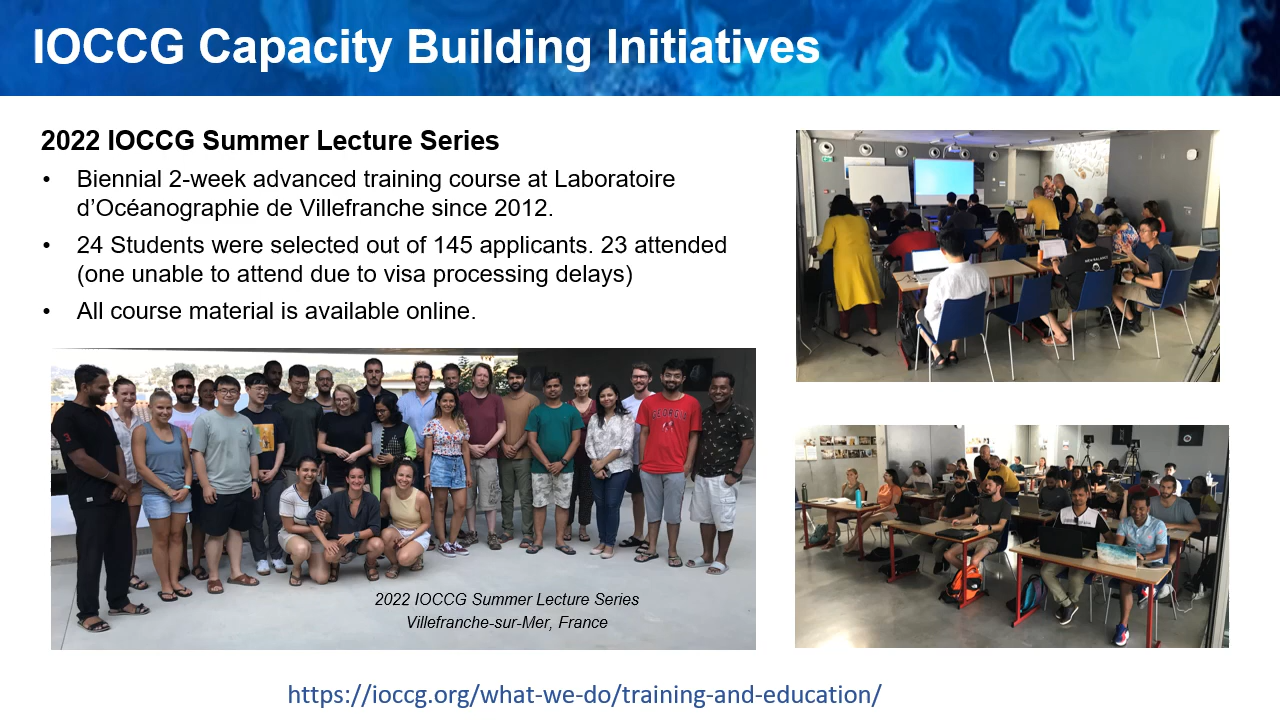 IOCCG Capacity Building Initiatives
2022 IOCCG Summer Lecture Series
• Biennial 2-week advanced training course at Laboratoire
d’Océanographie de Villefranche since 2012.
• 24 Students were selected out of 145 applicants. 23 attended
(one unable to attend due to visa processing delays)
• All course material is available online.
GEORGIA
2022 IOCCG Summer Lecture Series
Villefranche-sur-Mer, France
NEW BALANCE
https://ioccg.org/what-we-do/training-and-education/